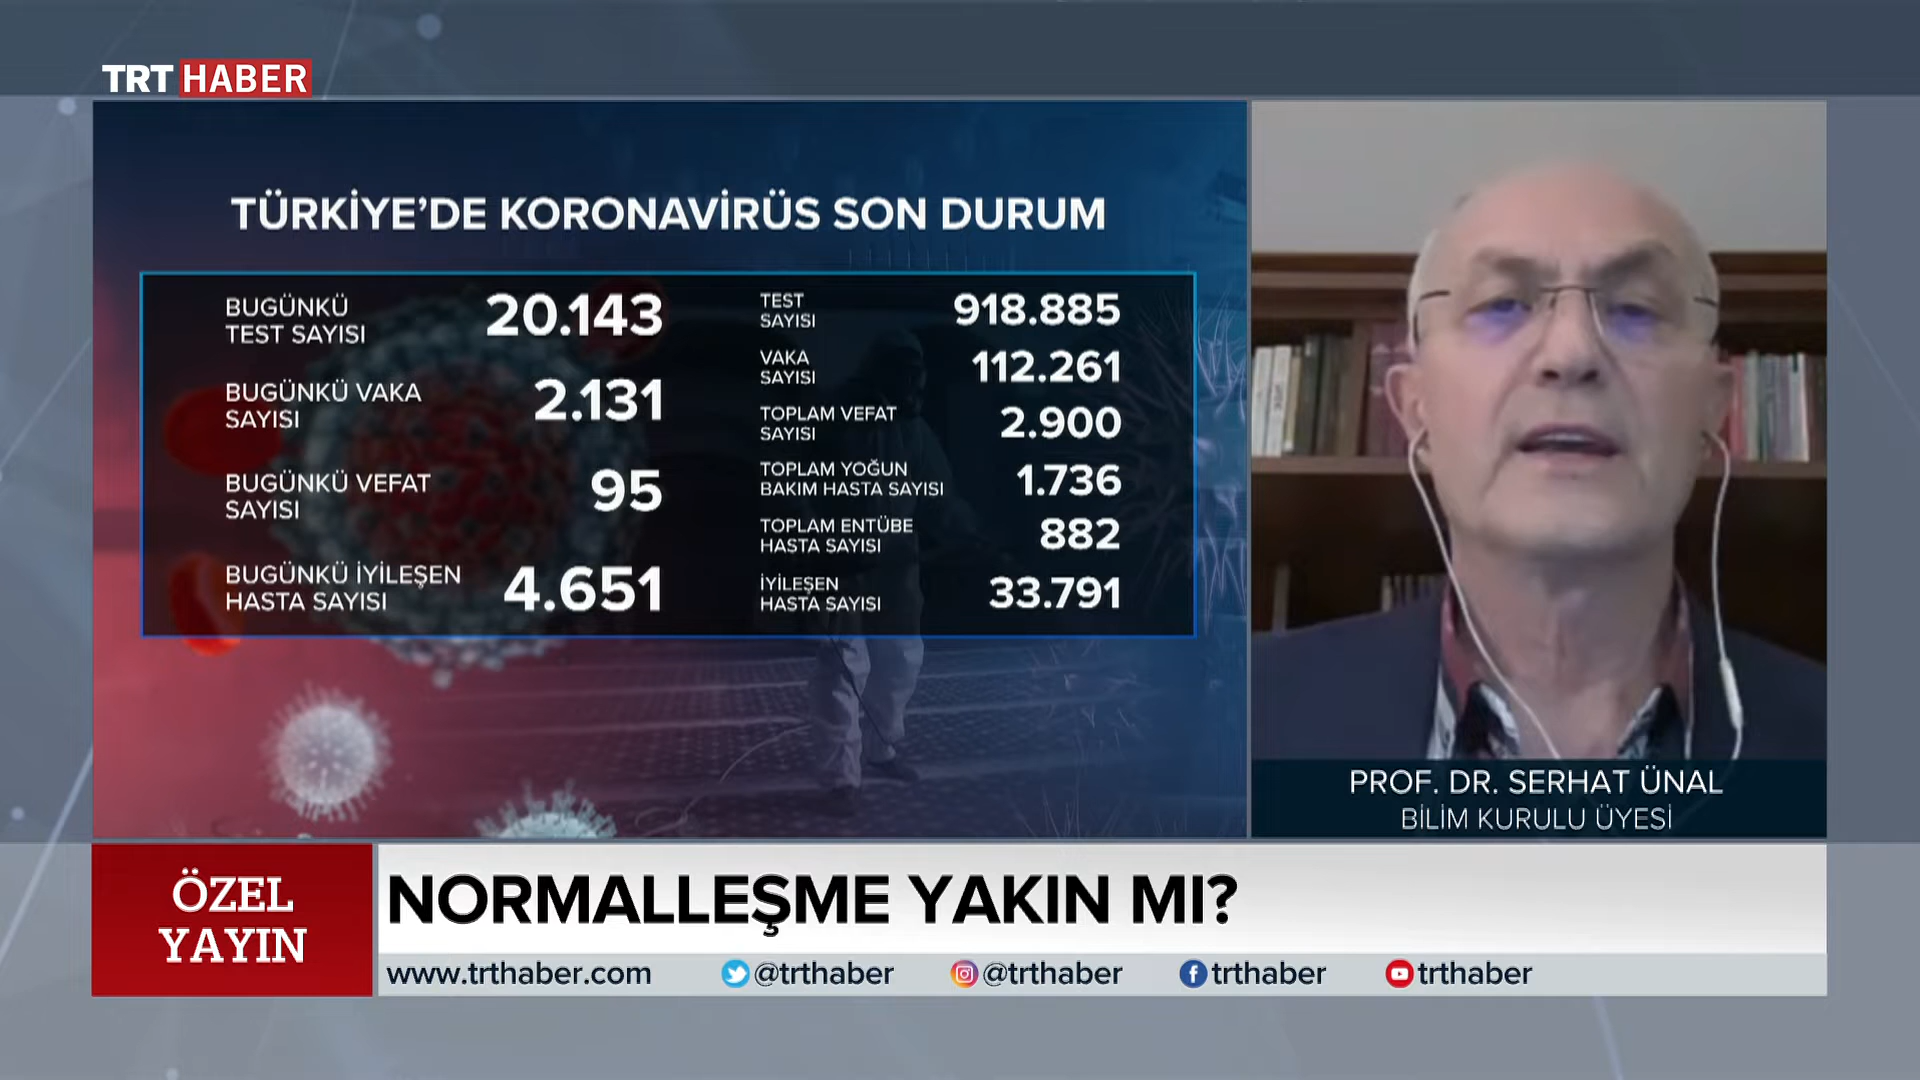 TRT HABER
TÜRKİYE’DE KORONAVİRÜS SON DURUM
BUGÜNKÜ
TEST SAYISI
20.143
BUGÜNKÜ VAKA
SAYISI
2.131
BUGÜNKÜ VEFAT
SAYISI
95
BUGÜNKÜ İYİLEŞEN
HASTA SAYISI
4.651
TEST
SAYISI
918.885
VAKA
SAYISI
112.261
TOPLAM VEFAT
SAYISI
2.900
TOPLAM YOĞUN
BAKIM HASTA SAYISI
1.736
TOPLAM ENTÜBE
HASTA SAYISI
882
İYİLEŞEN
HASTA SAYISI
33.791
PROF. DR. SERHAT ÜNAL
BİLİM KURULU ÜYESİ
ÖZEL
YAYIN
NORMALLEŞME YAKIN MI?
www.trthaber.com @trthaber @trthaber trthaber trthaber